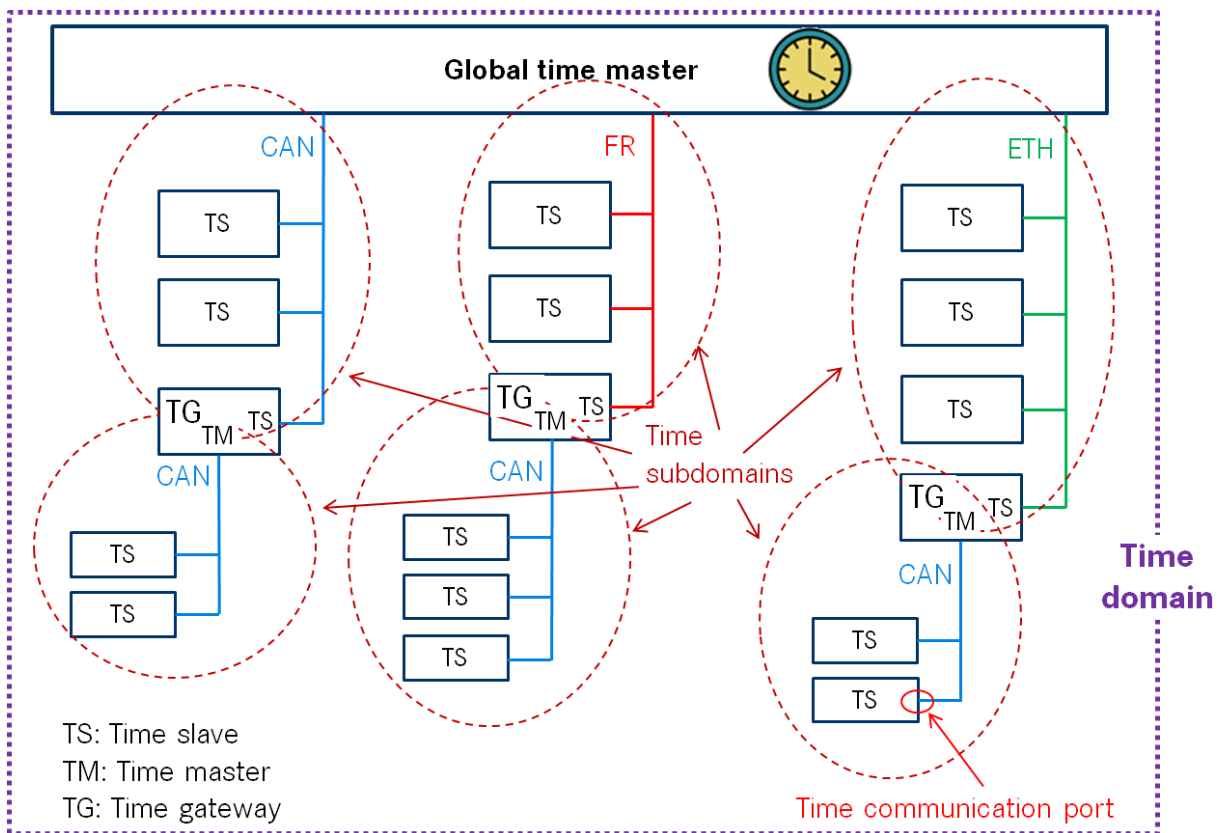 Global time master
CAN
FR
ETH
TS
TS
TS
TS
TS
TS
TS
TG
TM
TS
TG
TM
TS
TG
TM
TS
Time
subdomains
CAN
CAN
CAN
TS
TS
TS
TS
TS
TS
TS
Time
domain
TS: Time slave
TM: Time master
TG: Time gateway
Time communication port